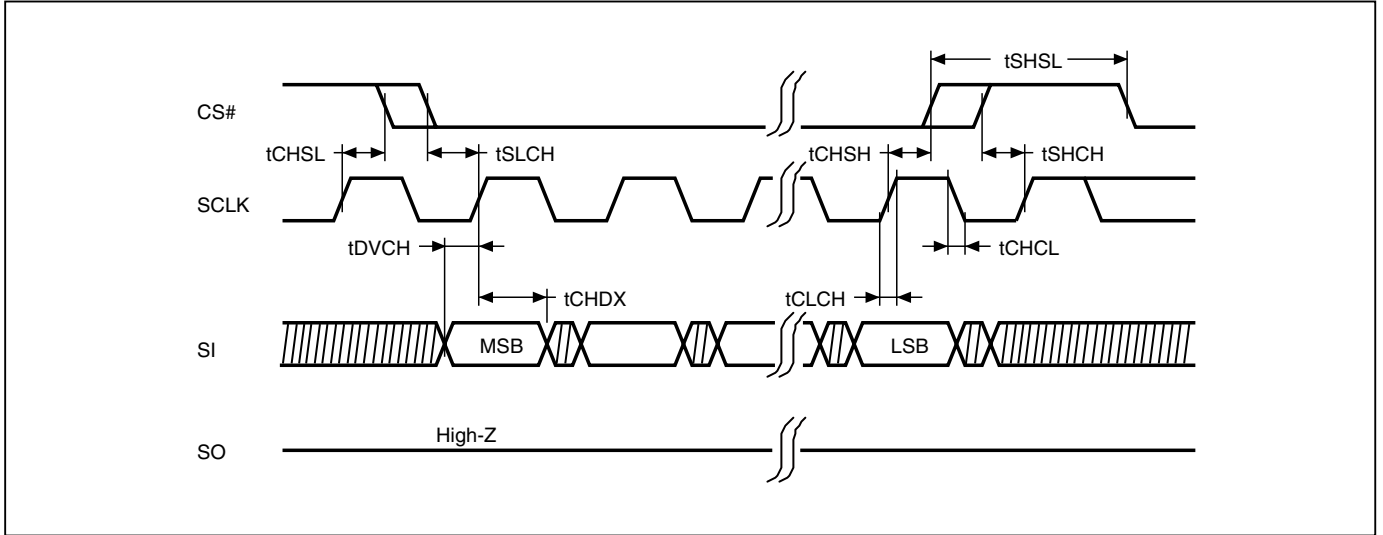 tSHSL
CS#
tCHSL
tSLCH
tCHSH
tSHCH
SCLK
tDVCH
tCHCL
tCHDX
tCLCH
SI
MSB
LSB
High-Z
SO